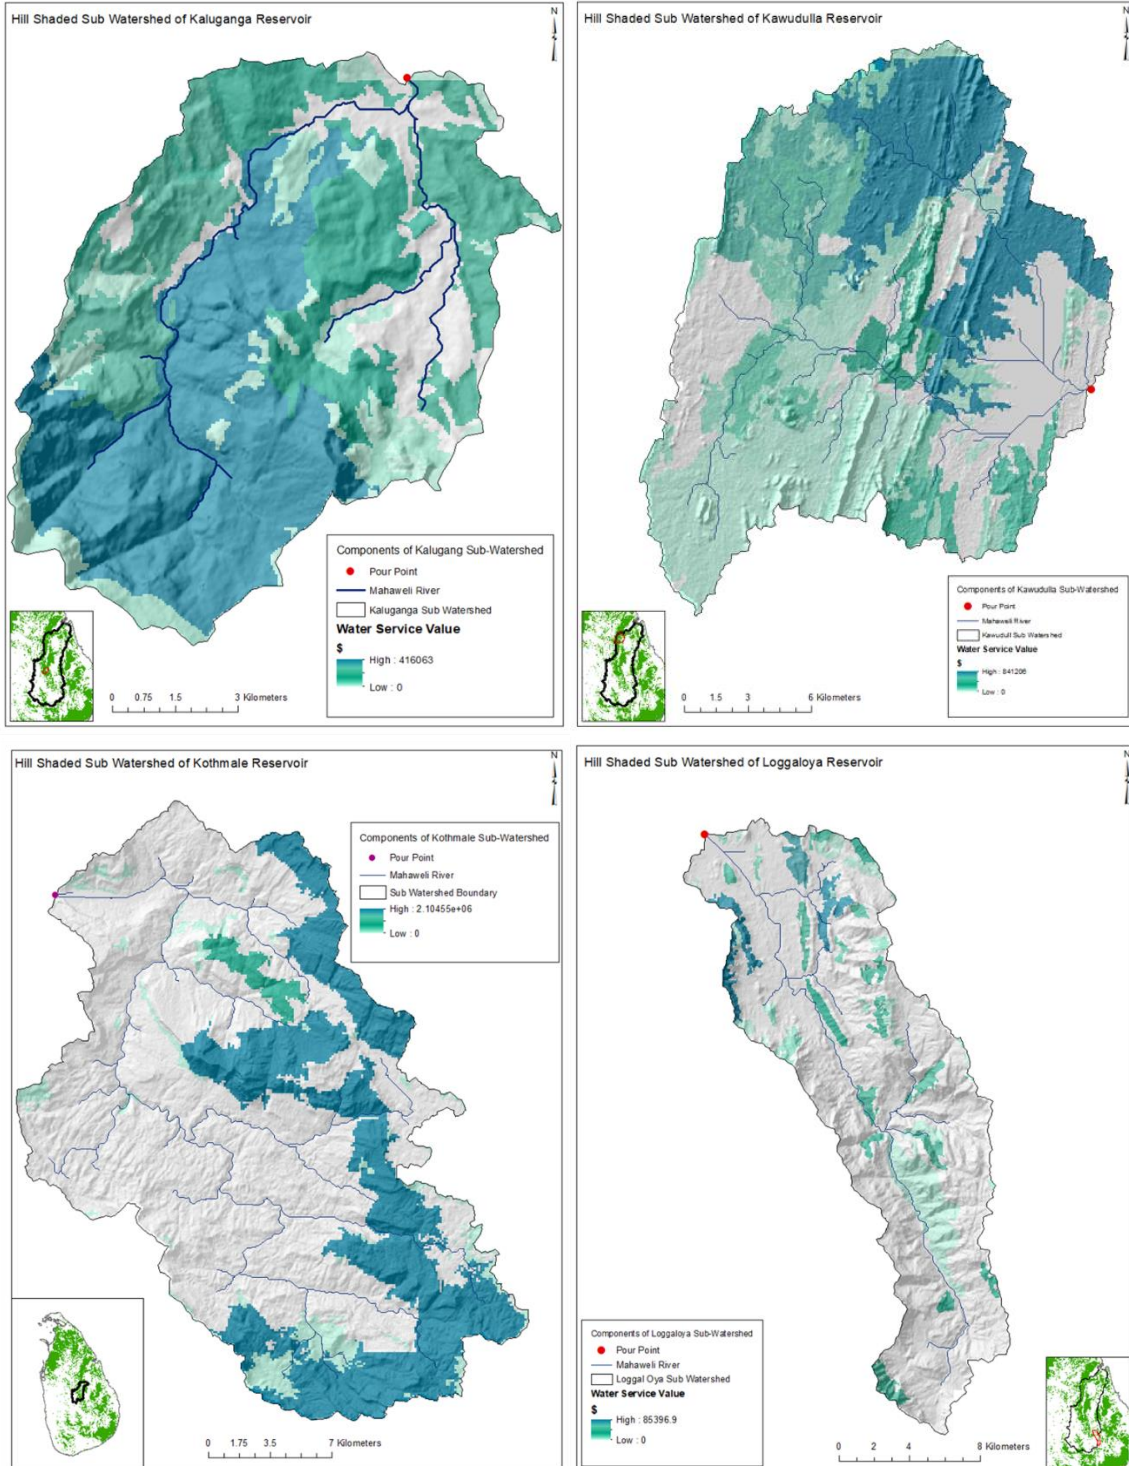 Hill Shaded Sub Watershed of Kaluganga Reservoir
N
Components of Kalugang Sub-Watershed
Pour Point
Mahaweli River
Kaluganga Sub Watershed
Water Service Value
$
High : 416063
Low : 0
0 0.75 1.5 3 Kilometers
Hill Shaded Sub Watershed of Kawudulla Reservoir
N
Components of Kawudulla Sub-Watershed
Pour Point
Mahaweli River
Kawudull Sub Watershed
Water Service Value
$
High : 841206
Low : 0
0 1.5 3 6 Kilometers
Hill Shaded Sub Watershed of Kothmale Reservoir
N
Components of Kothmale Sub-Watershed
Pour Point
Mahaweli River
Sub Watershed Boundary
High : 2.10455e+06
Low : 0
0 1.75 3.5 7 Kilometers
Hill Shaded Sub Watershed of Loggaloya Reservoir
N
Components of Loggaloya Sub-Watershed
Pour Point
Mahaweli River
Loggal Oya Sub Watershed
Water Service Value
$
High : 85396.9
Low : 0
0 2 4 8 Kilometers